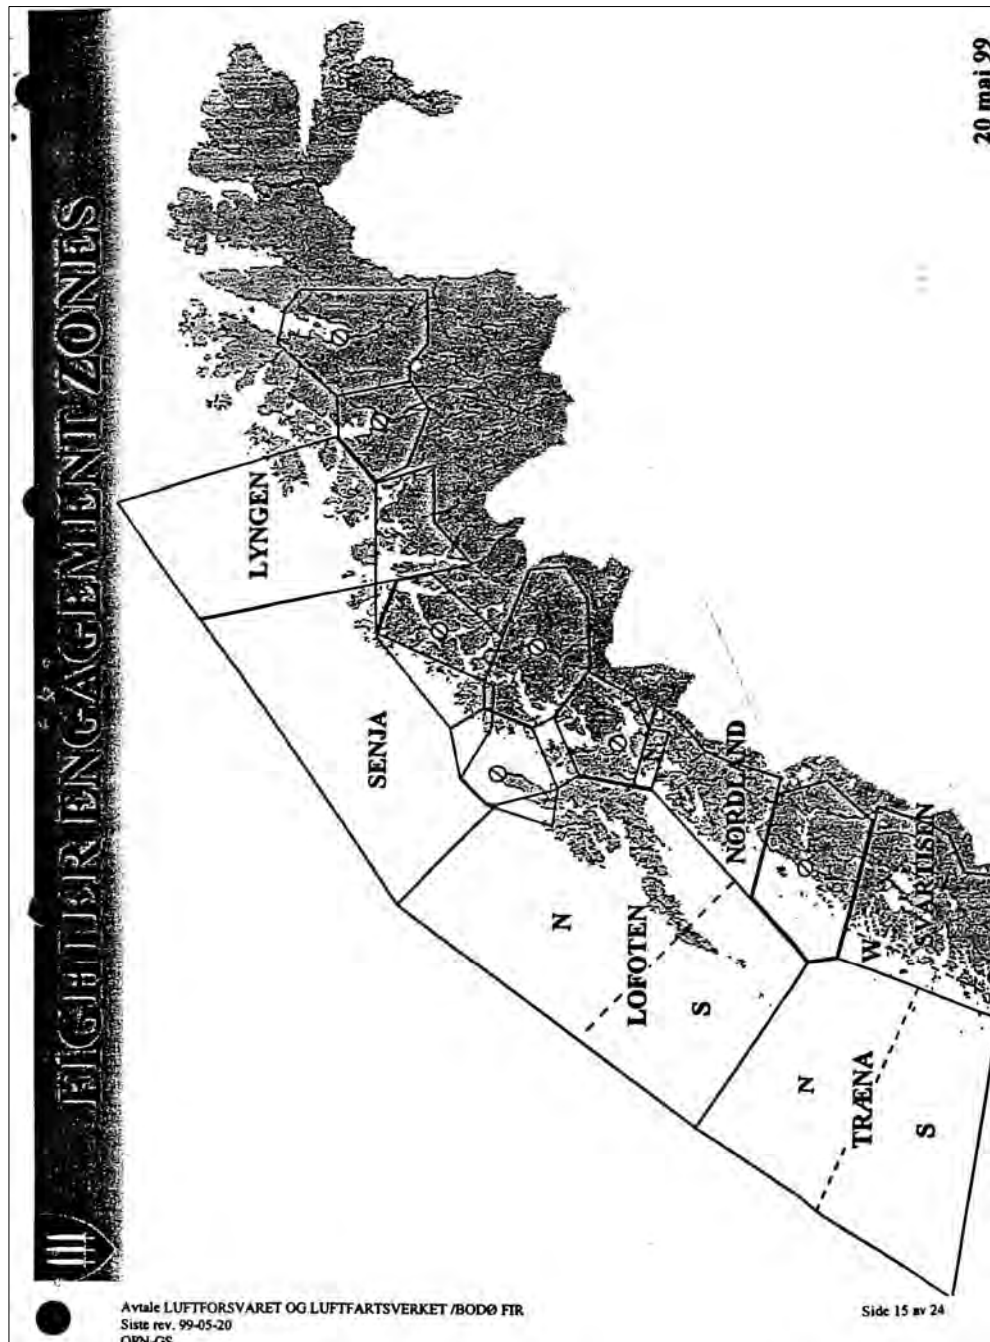 FIGHTER ENGAGEMENT ZONES
20 mai 99
LYNGEN
SENJA
N
LOFOTEN
S
NORDLAND
N
W
SVARTISEN
N
TRÆNA
S
Avtale LUFTFORSVARET OG LUFTFARTSVERKET /BODØ FIR
Siste rev. 99-05-20
Side 15 av 24